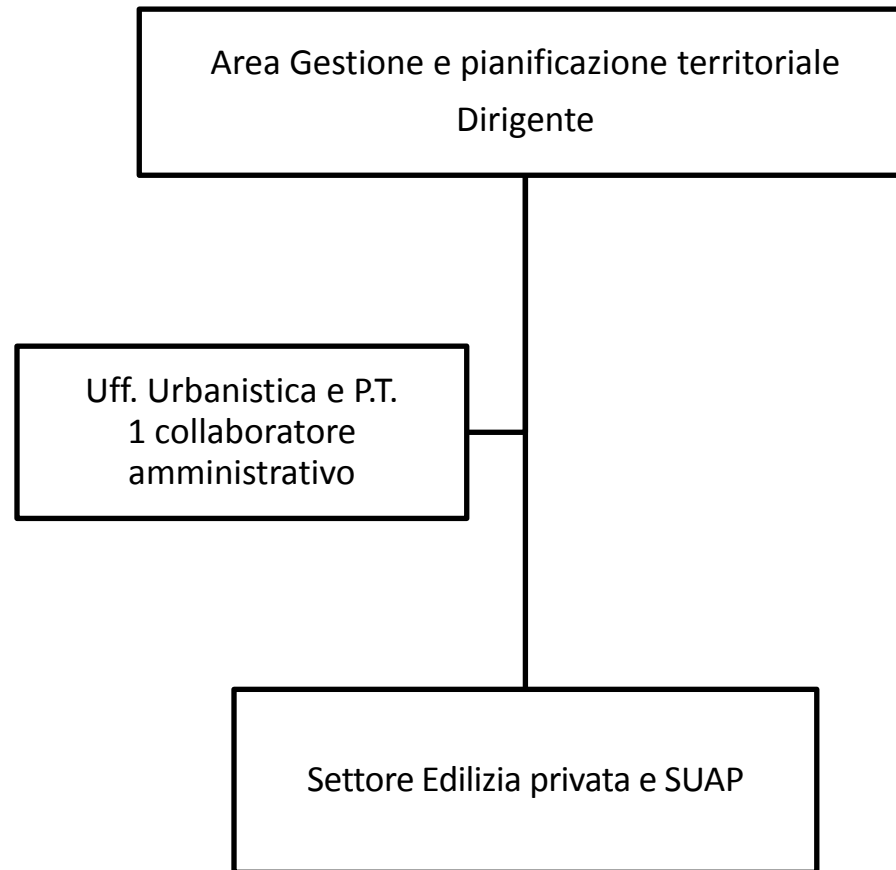 Area Gestione e pianificazione territoriale
Dirigente
Uff. Urbanistica e P.T.
1 collaboratore
amministrativo
Settore Edilizia privata e SUAP